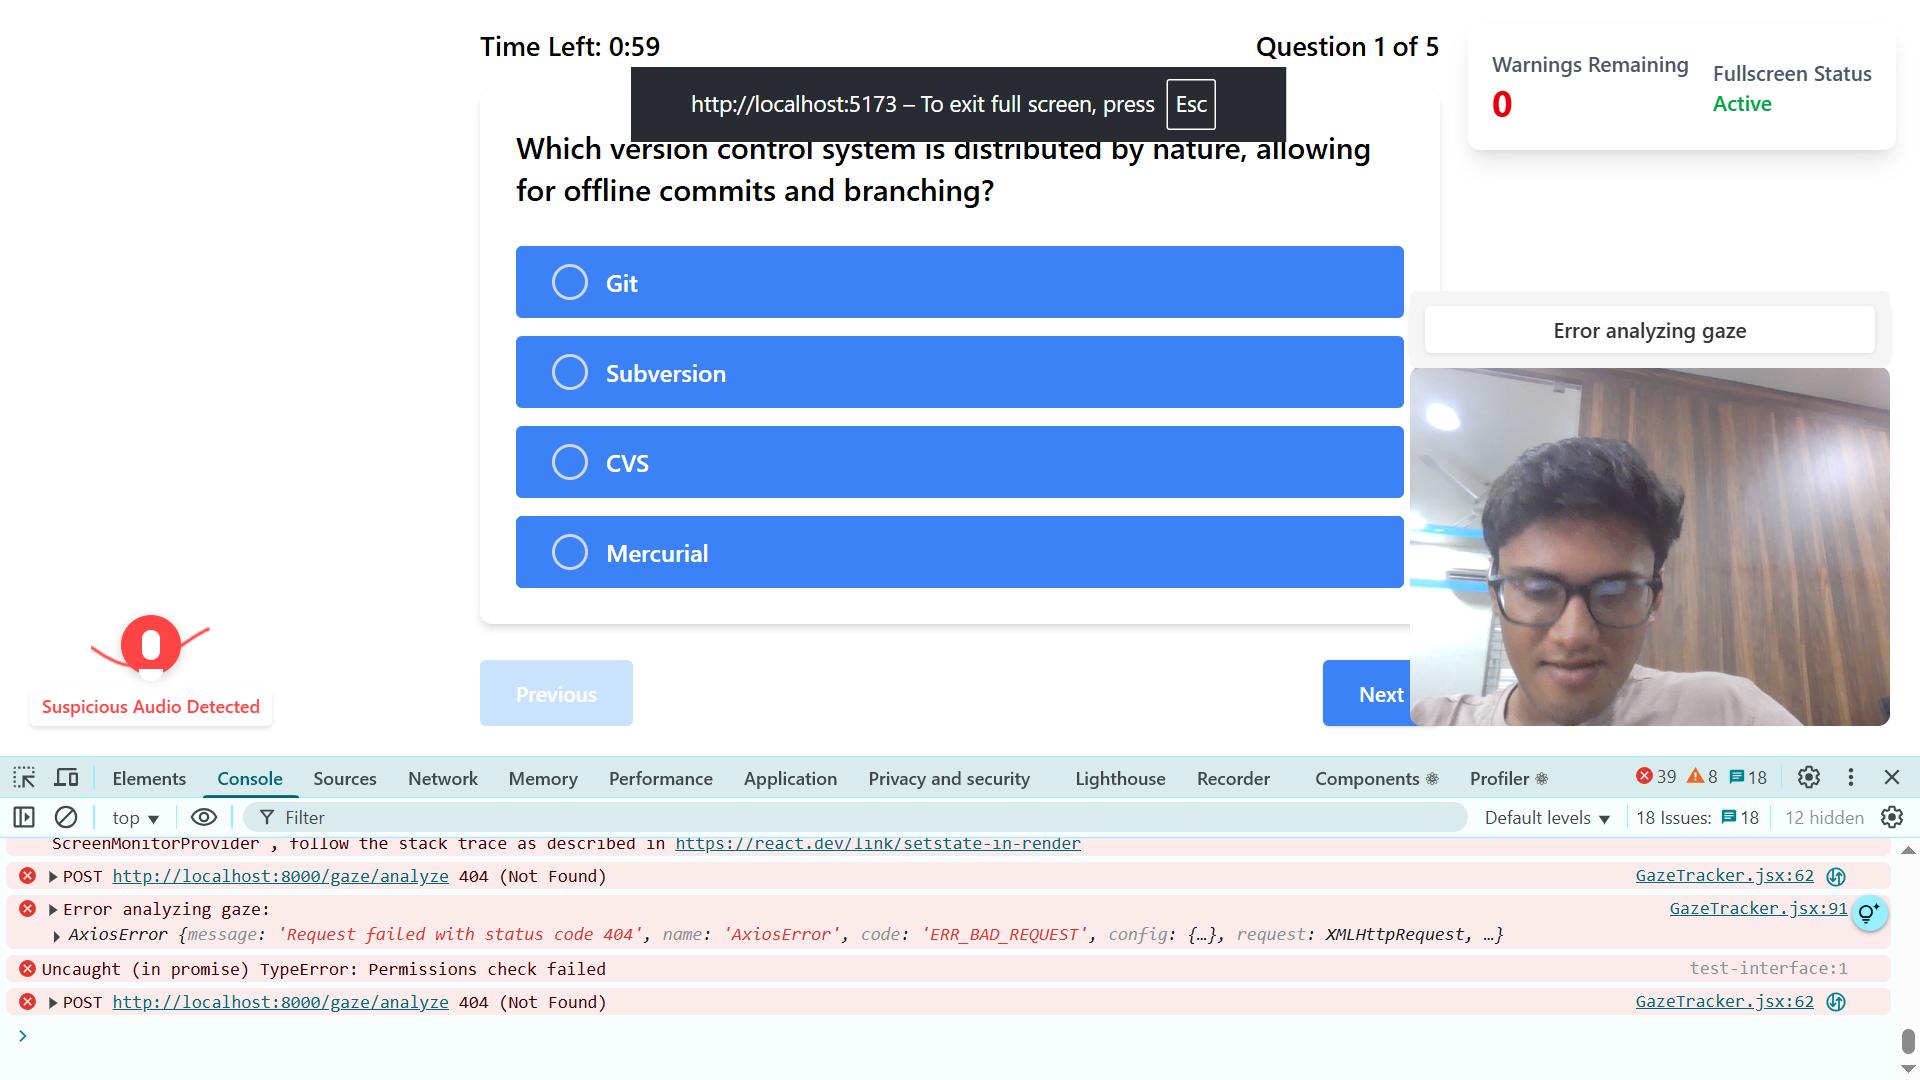 Time Left: 0:59
Question 1 of 5
Warnings Remaining
0
Fullscreen Status
Active
http://localhost:5173 – To exit full screen, press Esc
Which version control system is distributed by nature, allowing
for offline commits and branching?
Git
Subversion
CVS
Mercurial
Error analyzing gaze
Suspicious Audio Detected
Previous
Next
Elements Console Sources Network Memory Performance Application Privacy and security Lighthouse Recorder Components ⚛ Profiler ⚛ 39 8 18
top Filter Default levels 18 Issues: 18 12 hidden
ScreenMonitorProvider`, follow the stack trace as described in https://react.dev/link/setstate-in-render
POST http://localhost:8000/gaze/analyze 404 (Not Found) GazeTracker.jsx:62
Error analyzing gaze: GazeTracker.jsx:91
AxiosError {message: 'Request failed with status code 404', name: 'AxiosError', code: 'ERR_BAD_REQUEST', config: {…}, request: XMLHttpRequest, …}
Uncaught (in promise) TypeError: Permissions check failed test-interface:1
POST http://localhost:8000/gaze/analyze 404 (Not Found) GazeTracker.jsx:62